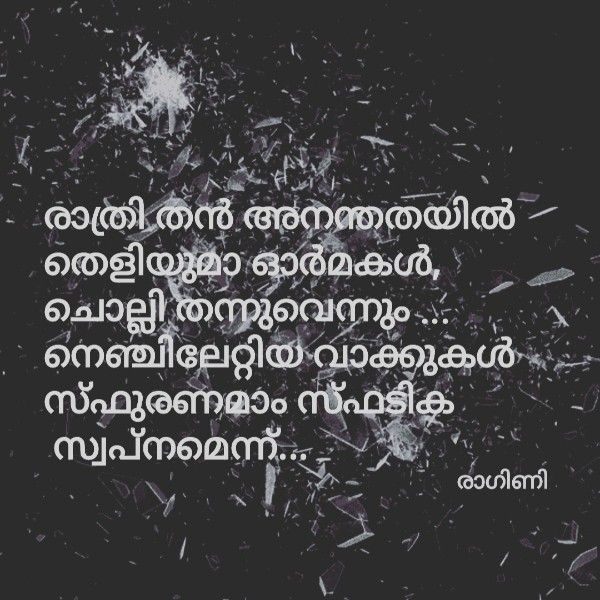 രാത്രി തൻ അനന്തതയിൽ
തെളിയുമാ ഓർമകൾ,
ചൊല്ലി തന്നുവെന്നും ...
നെഞ്ചിലേറ്റിയ വാക്കുകൾ
സ്ഫുരണമാം സ്ഫടിക
സ്വപ്നമെന്ന്...
രാഗിണി